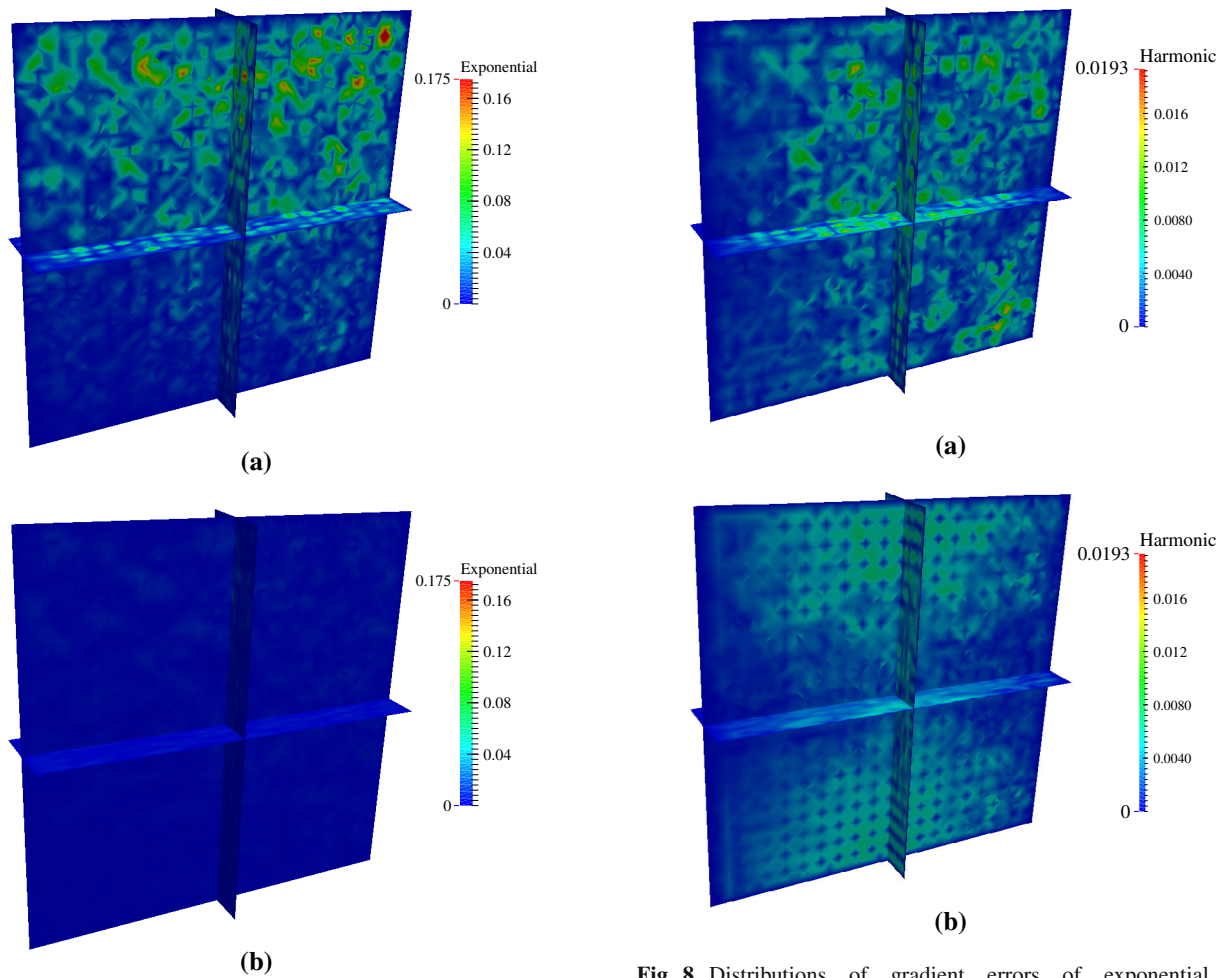 Exponential
0.175
0.16
0.12
0.08
0.04
0
(a)
Exponential
0.175
0.16
0.12
0.08
0.04
0
(b)
Harmonic
0.0193
0.016
0.012
0.0080
0.0040
0
(a)
Harmonic
0.0193
0.016
0.012
0.0080
0.0040
0
(b)
Fig. 8 Distributions of gradient errors of exponential